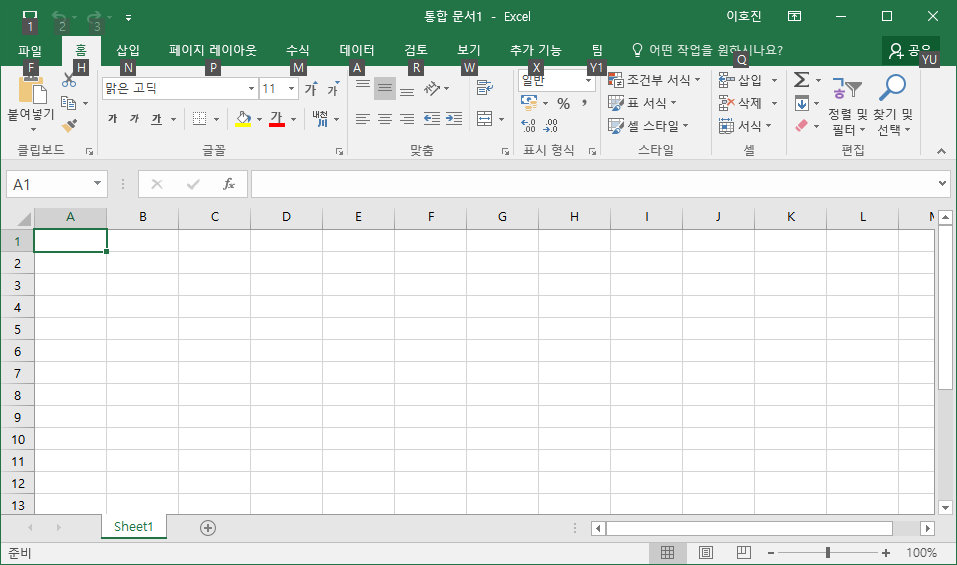 통합 문서1 - Excel 이호진
1 2 3
파일 홈 삽입 페이지 레이아웃 수식 데이터 검토 보기 추가 기능 팀 어떤 작업을 원하시나요? 공유
F H N P M A R W X Y1 Q YU
맑은 고딕 11 가 가 일반 조건부 서식 삽입
붙여넣기 표 서식 삭제 정렬 및 필터 찾기 및 선택
가 가 가 가 내천 % , 셀 스타일 서식
클립보드 글꼴 맞춤 표시 형식 스타일 셀 편집
A1 fx
A B C D E F G H I J K L M
1
2
3
4
5
6
7
8
9
10
11
12
13
Sheet1
준비 100%